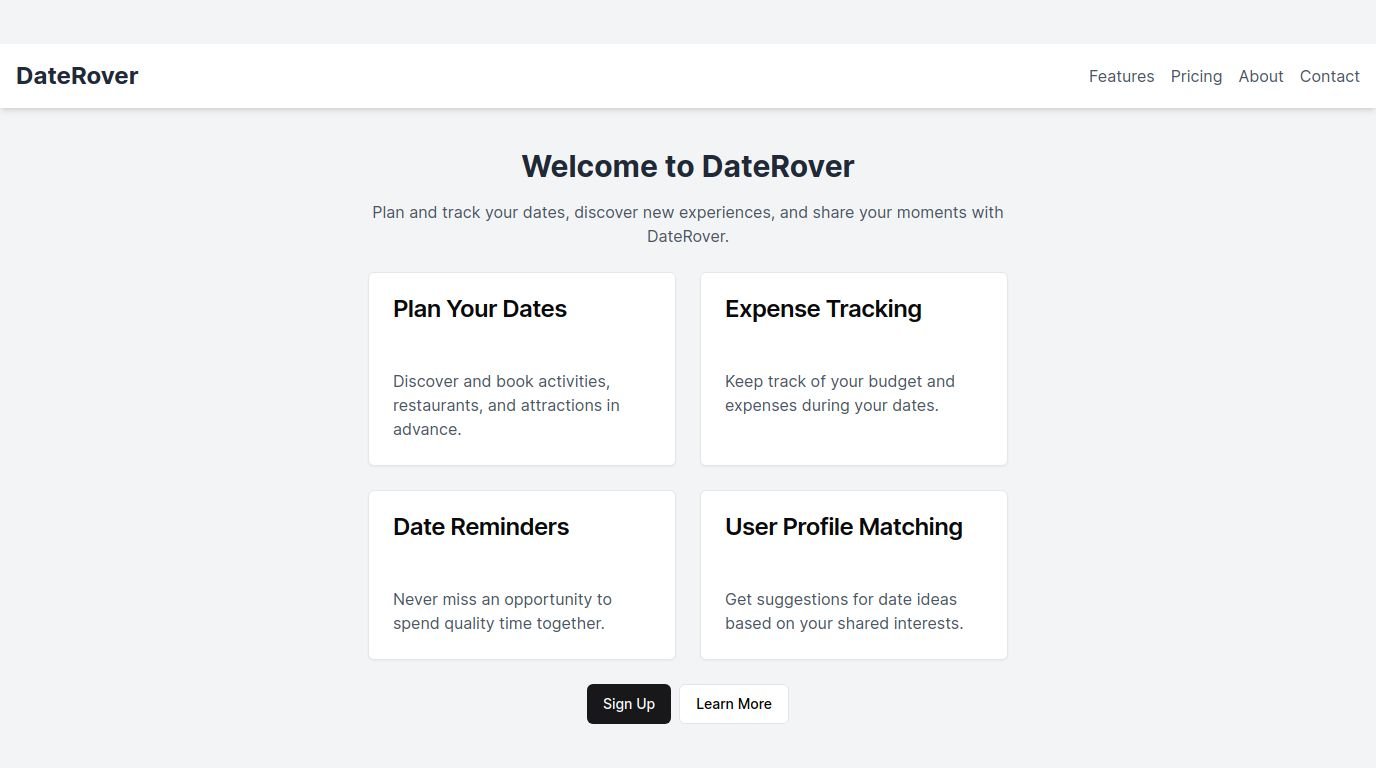 DateRover
Features Pricing About Contact
Welcome to DateRover
Plan and track your dates, discover new experiences, and share your moments with
DateRover.
Plan Your Dates
Discover and book activities,
restaurants, and attractions in
advance.
Expense Tracking
Keep track of your budget and
expenses during your dates.
Date Reminders
Never miss an opportunity to
spend quality time together.
User Profile Matching
Get suggestions for date ideas
based on your shared interests.
Sign Up
Learn More